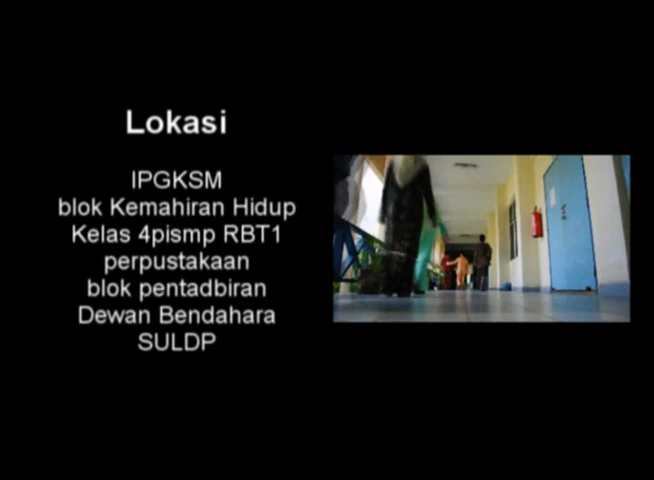 Lokasi
IPGKSM
blok Kemahiran Hidup
Kelas 4pismp RBT1
perpustakaan
blok pentadbiran
Dewan Bendahara
SULDP